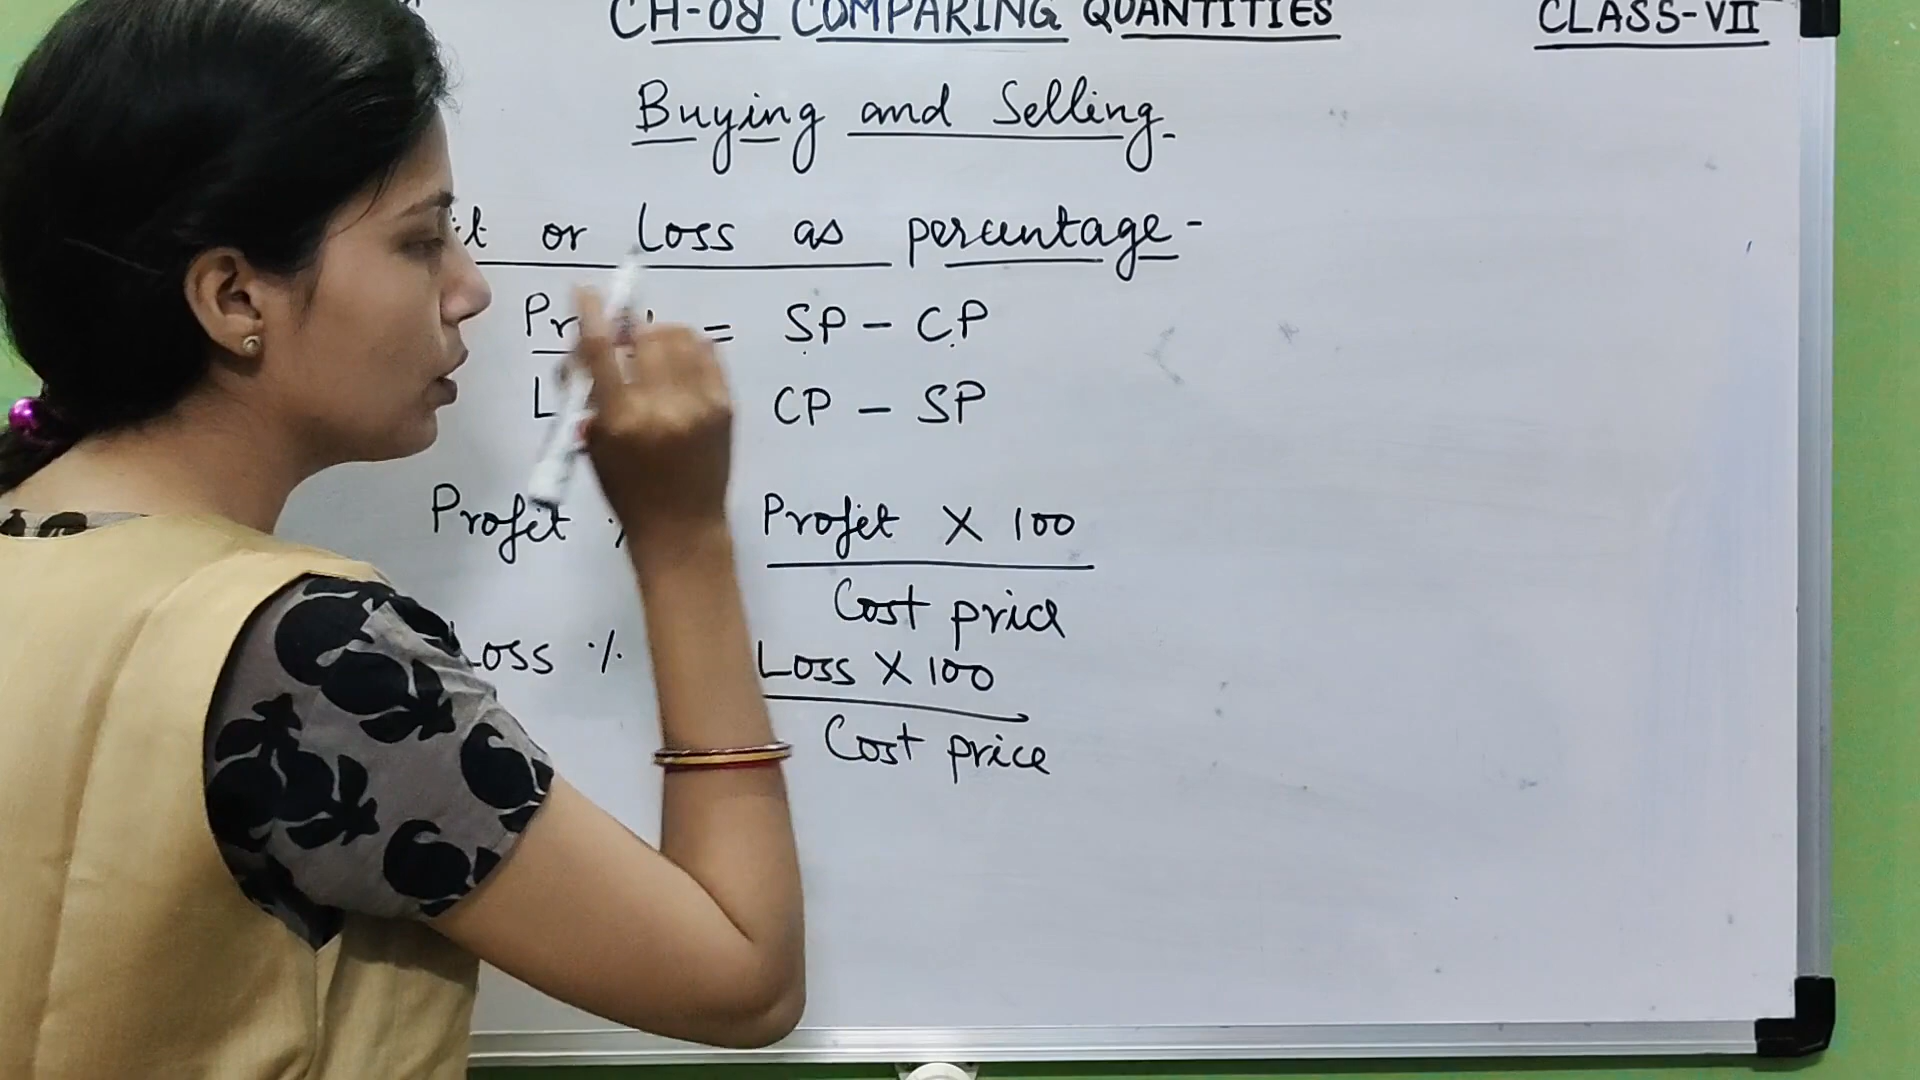 CH-08 COMPARING QUANTITIES CLASS-VII
Buying and Selling
or Loss as percentage-
= SP - CP
CP - SP
Profit Profit X 100
Cost price
Loss % Loss X 100
Cost price